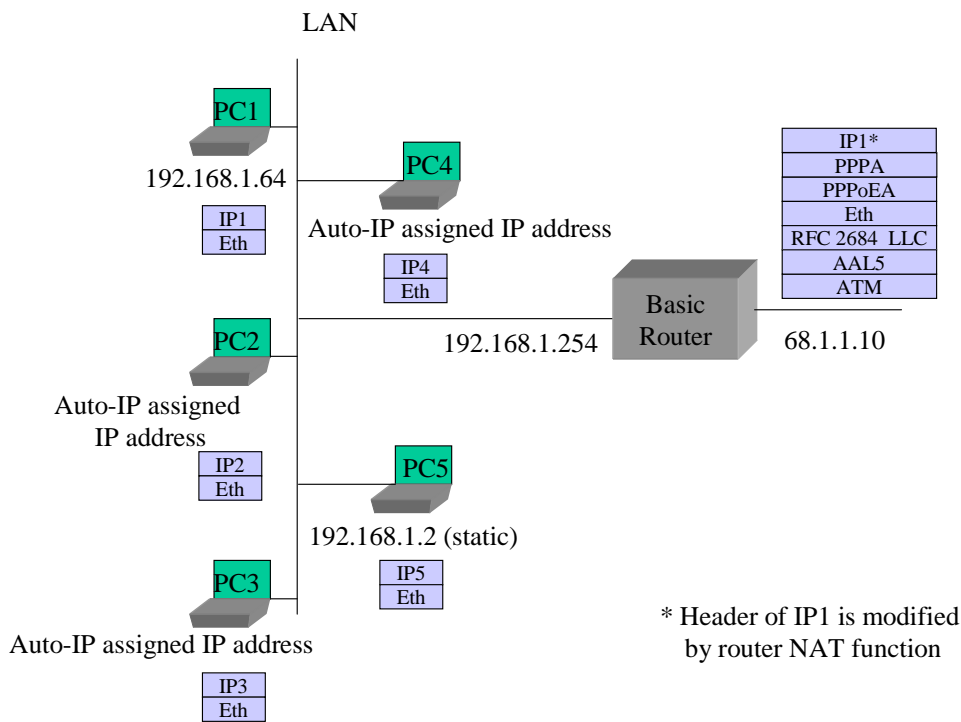 LAN
PC1
192.168.1.64
IP1
Eth
PC4
Auto-IP assigned IP address
IP4
Eth
IP1*
PPPA
PPPoEA
Eth
RFC 2684 LLC
AAL5
ATM
Basic
Router
192.168.1.254
68.1.1.10
PC2
Auto-IP assigned
IP address
IP2
Eth
PC5
192.168.1.2 (static)
IP5
Eth
PC3
Auto-IP assigned IP address
IP3
Eth
* Header of IP1 is modified
by router NAT function